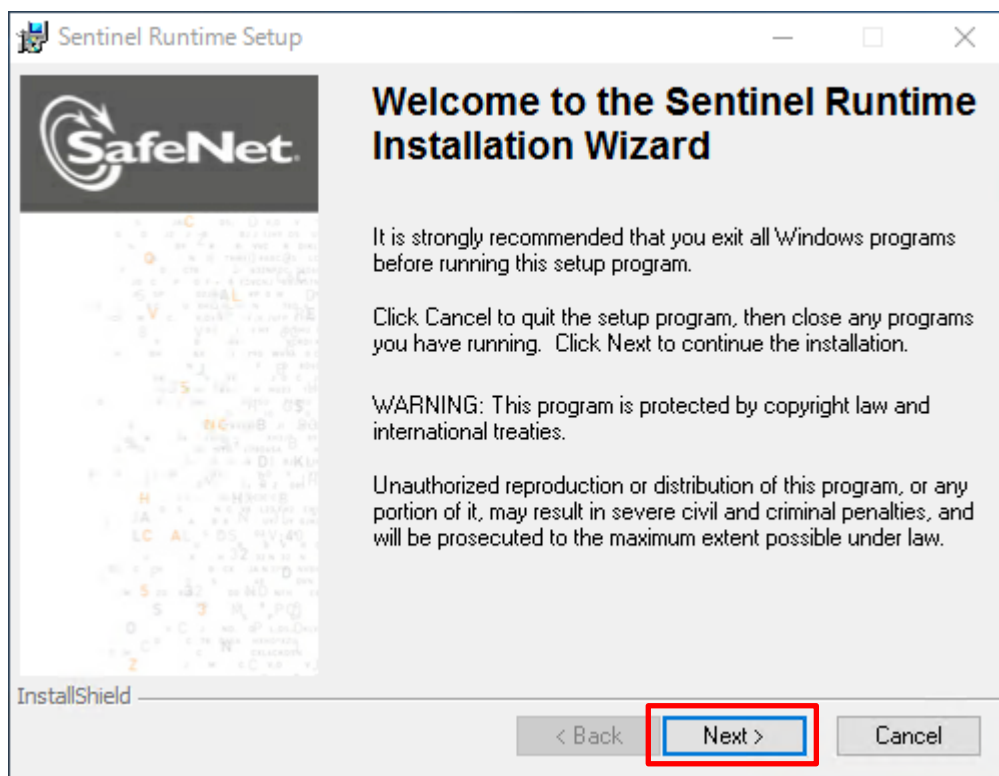 Sentinel Runtime Setup
SafeNet.
Welcome to the Sentinel Runtime
Installation Wizard
It is strongly recommended that you exit all Windows programs
before running this setup program.
Click Cancel to quit the setup program, then close any programs
you have running.  Click Next to continue the installation.
WARNING: This program is protected by copyright law and
international treaties.
Unauthorized reproduction or distribution of this program, or any
portion of it, may result in severe civil and criminal penalties, and
will be prosecuted to the maximum extent possible under law.
InstallShield
< Back
Next >
Cancel